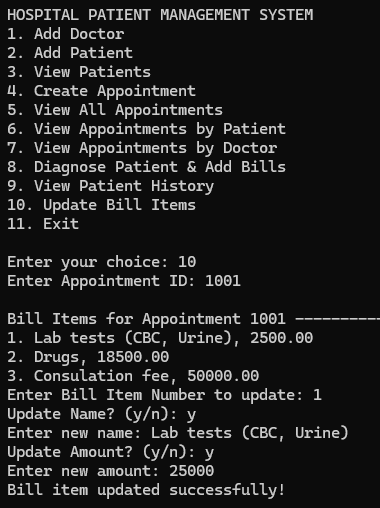 HOSPITAL PATIENT MANAGEMENT SYSTEM
1. Add Doctor
2. Add Patient
3. View Patients
4. Create Appointment
5. View All Appointments
6. View Appointments by Patient
7. View Appointments by Doctor
8. Diagnose Patient & Add Bills
9. View Patient History
10. Update Bill Items
11. Exit
Enter your choice: 10
Enter Appointment ID: 1001
Bill Items for Appointment 1001 ----------
1. Lab tests (CBC, Urine), 2500.00
2. Drugs, 18500.00
3. Consulation fee, 50000.00
Enter Bill Item Number to update: 1
Update Name? (y/n): y
Enter new name: Lab tests (CBC, Urine)
Update Amount? (y/n): y
Enter new amount: 25000
Bill item updated successfully!